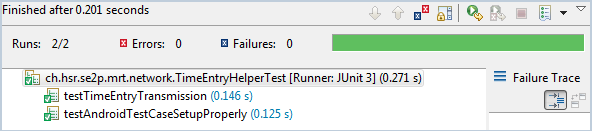 Finished after 0.201 seconds
Runs: 2/2 Errors: 0 Failures: 0
ch.hsr.se2p.mrt.network.TimeEntryHelperTest [Runner: JUnit 3] (0.271 s)
Failure Trace
testTimeEntryTransmission (0.146 s)
testAndroidTestCaseSetupProperly (0.125 s)